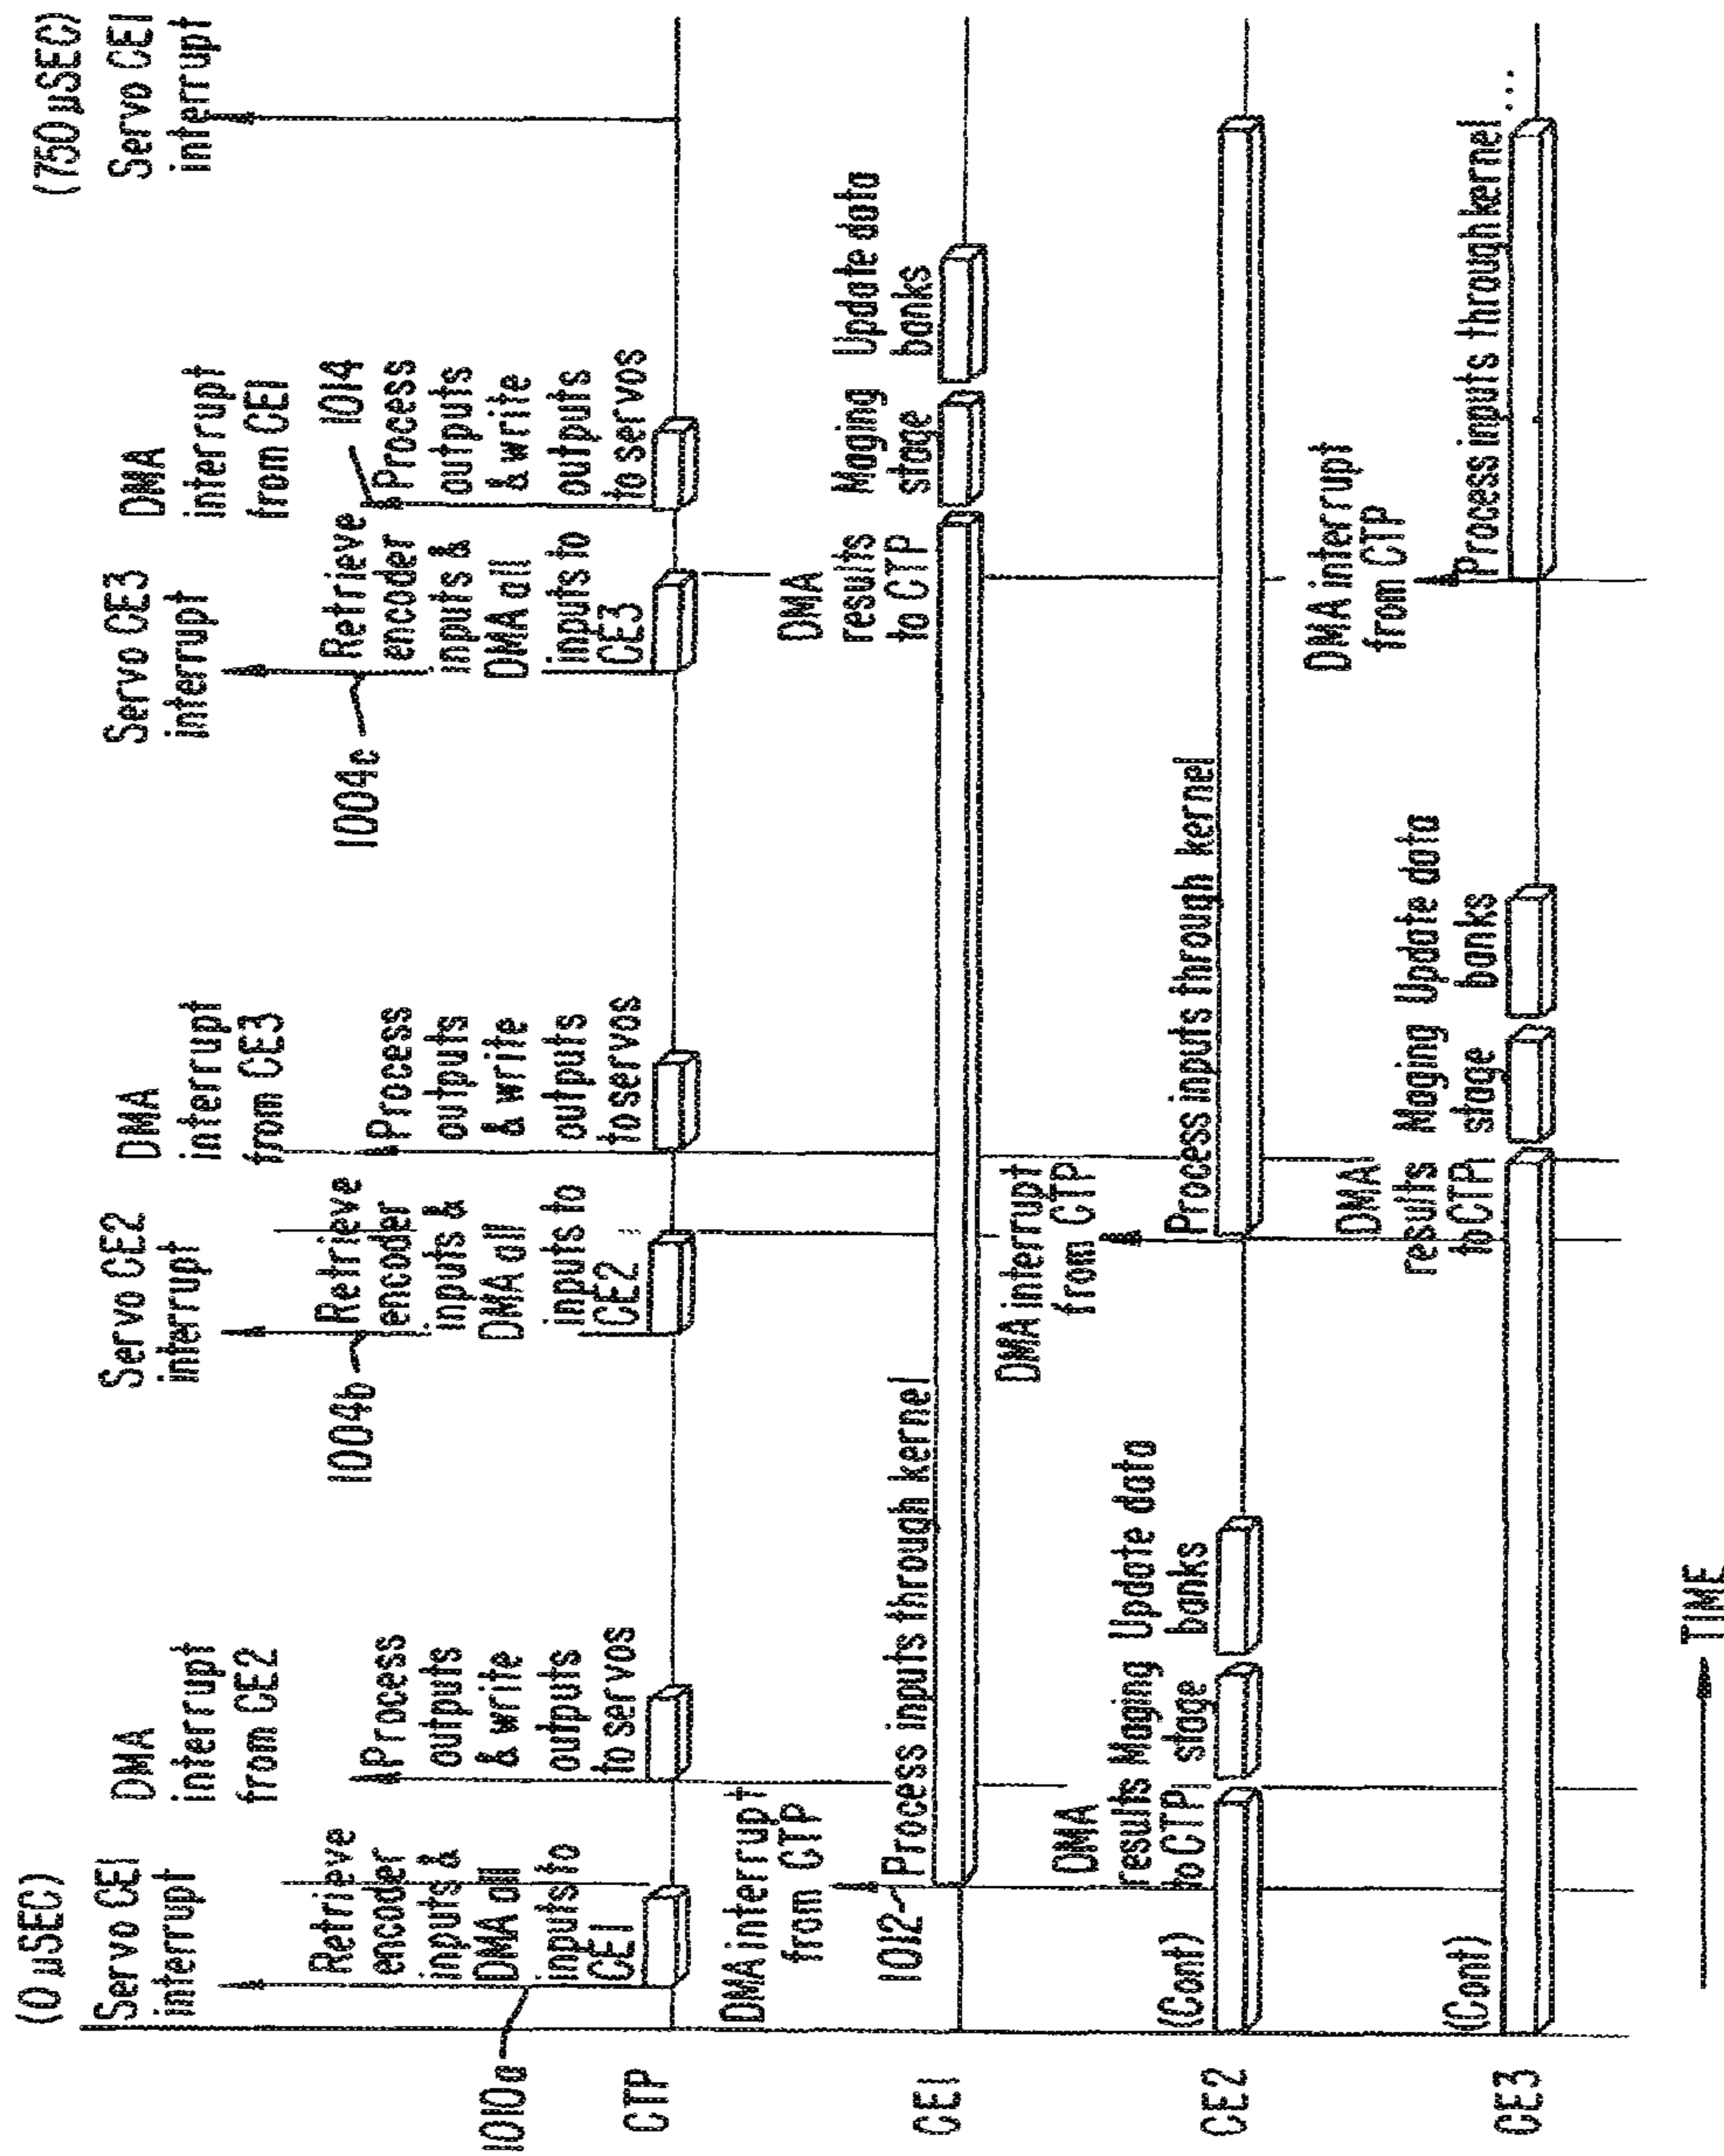 (0 µSEC)
Servo CE1
interrupt
DMA
interrupt
from CE2
Servo CE2
interrupt
DMA
interrupt
from CE3
Servo CE3
interrupt
DMA
interrupt
from CE1
(750 µSEC)
Servo CE1
interrupt
1010a
Retrieve
encoder
inputs &
DMA all
inputs to
CE1
Process
outputs
& write
outputs
to servos
1004b
Retrieve
encoder
inputs &
DMA all
inputs to
CE2
Process
outputs
& write
outputs
to servos
1004c
Retrieve
encoder
inputs &
DMA all
inputs to
CE3
1014
Process
outputs
& write
outputs
to servos
CTP
DMA interrupt
from CTP
1012
Process inputs through kernel
DMA
results
to CTP
Maging
stage
Update data
banks
CE1
(Cont)
DMA
results
to CTP
Maging
stage
Update data
banks
DMA interrupt
from CTP
Process inputs through kernel
CE2
(Cont)
DMA
results
to CTP
Maging
stage
Update data
banks
DMA interrupt
from CTP
Process inputs through kernel
...
CE3
TIME